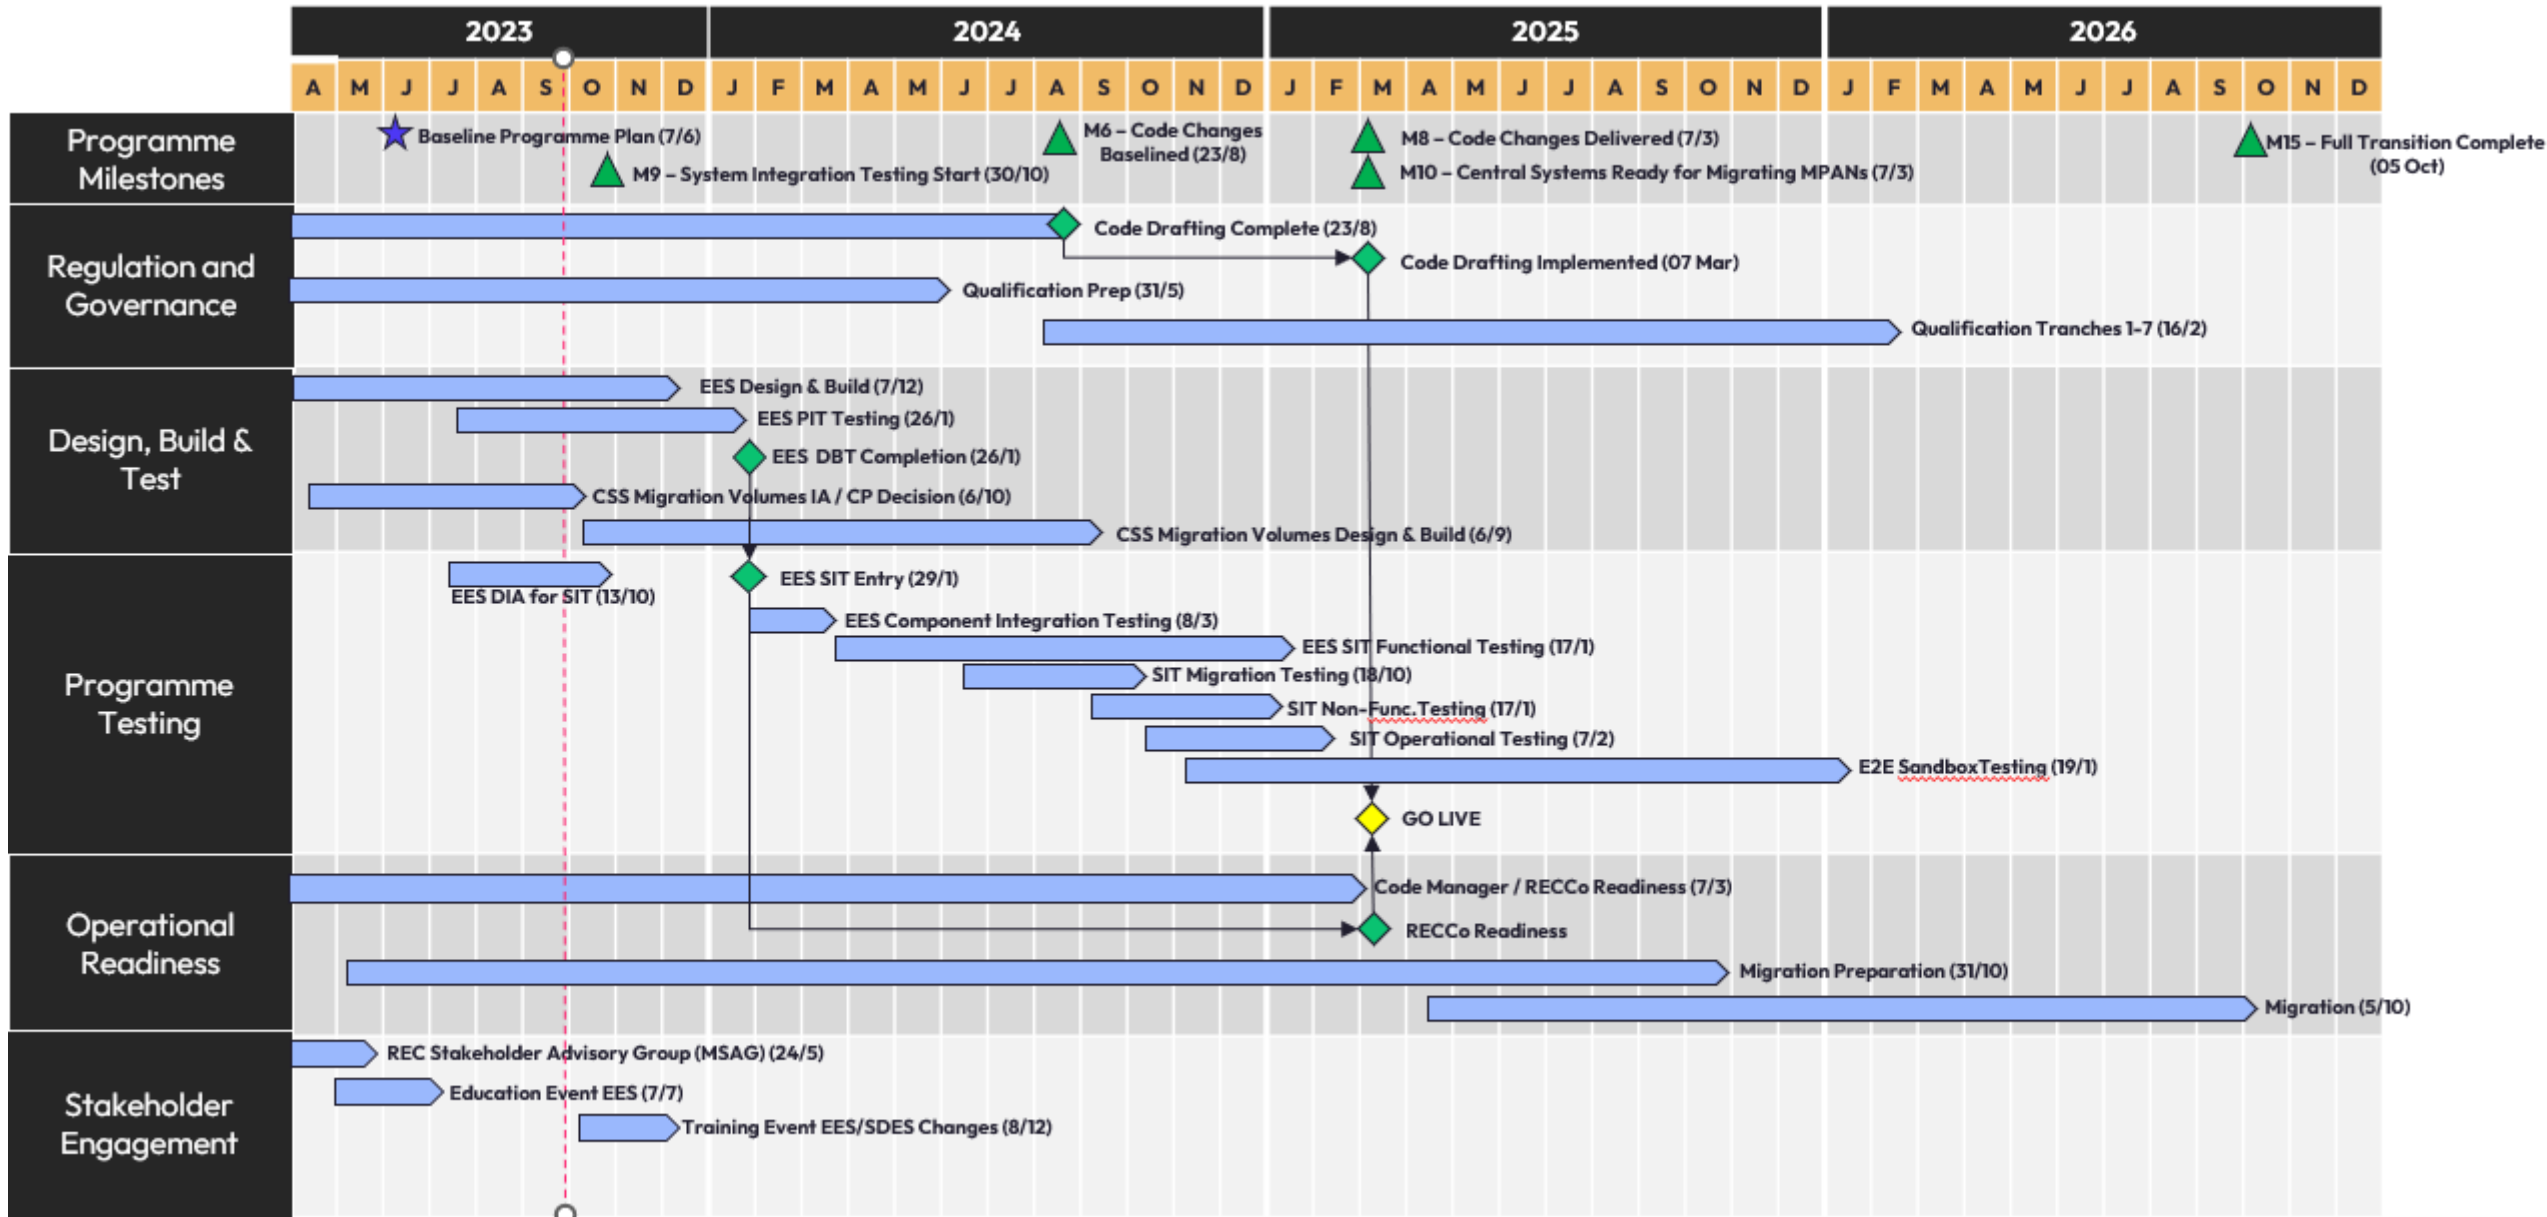 2023 2024 2025 2026
A M J J A S O N D J F M A M J J A S O N D J F M A M J J A S O N D J F M A M J J A S O N D
Programme
Milestones
Baseline Programme Plan (7/6)
M9 – System Integration Testing Start (30/10)
M6 – Code Changes
Baselined (23/8)
M8 – Code Changes Delivered (7/3)
M10 – Central Systems Ready for Migrating MPANs (7/3)
M15 – Full Transition Complete
(05 Oct)
Regulation and
Governance
Code Drafting Complete (23/8)
Code Drafting Implemented (07 Mar)
Qualification Prep (31/5)
Qualification Tranches 1-7 (16/2)
Design, Build &
Test
EES Design & Build (7/12)
EES PIT Testing (26/1)
EES DBT Completion (26/1)
CSS Migration Volumes IA / CP Decision (6/10)
CSS Migration Volumes Design & Build (6/9)
Programme
Testing
EES SIT Entry (29/1)
EES DIA for SIT (13/10)
EES Component Integration Testing (8/3)
EES SIT Functional Testing (17/1)
SIT Migration Testing (18/10)
SIT Non-Func.Testing (17/1)
SIT Operational Testing (7/2)
E2E SandboxTesting (19/1)
GO LIVE
Operational
Readiness
Code Manager / RECCo Readiness (7/3)
RECCo Readiness
Migration Preparation (31/10)
Migration (5/10)
Stakeholder
Engagement
REC Stakeholder Advisory Group (MSAG) (24/5)
Education Event EES (7/7)
Training Event EES/SDES Changes (8/12)